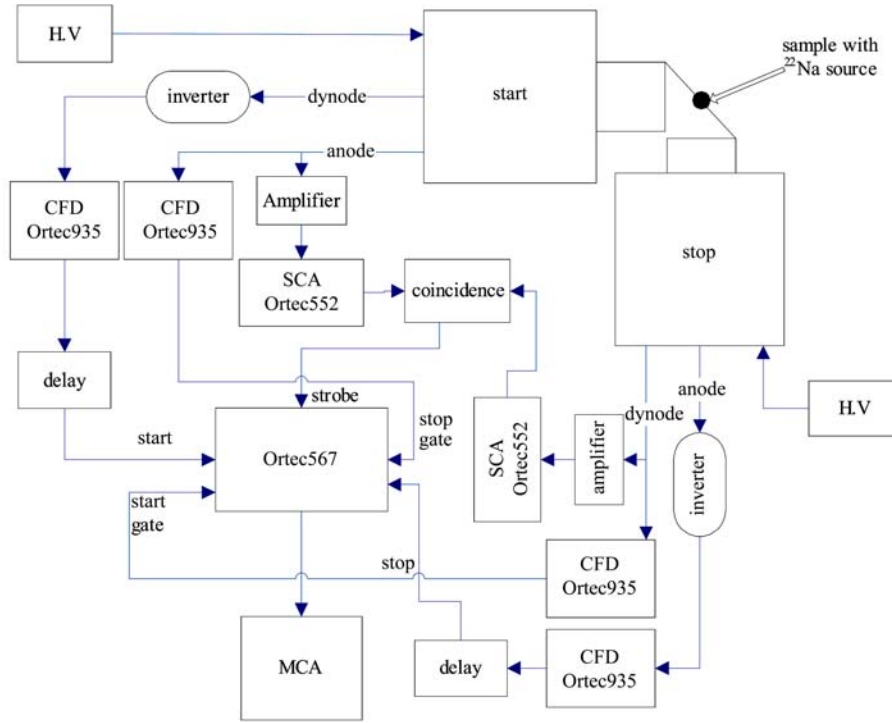 H.V
start
sample with
²²Na source
inverter
dynode
anode
CFD
Ortec935
CFD
Ortec935
Amplifier
SCA
Ortec552
coincidence
stop
delay
strobe
stop
gate
dynode
anode
H.V
start
Ortec567
SCA
Ortec552
amplifier
inverter
start
gate
stop
CFD
Ortec935
MCA
delay
CFD
Ortec935